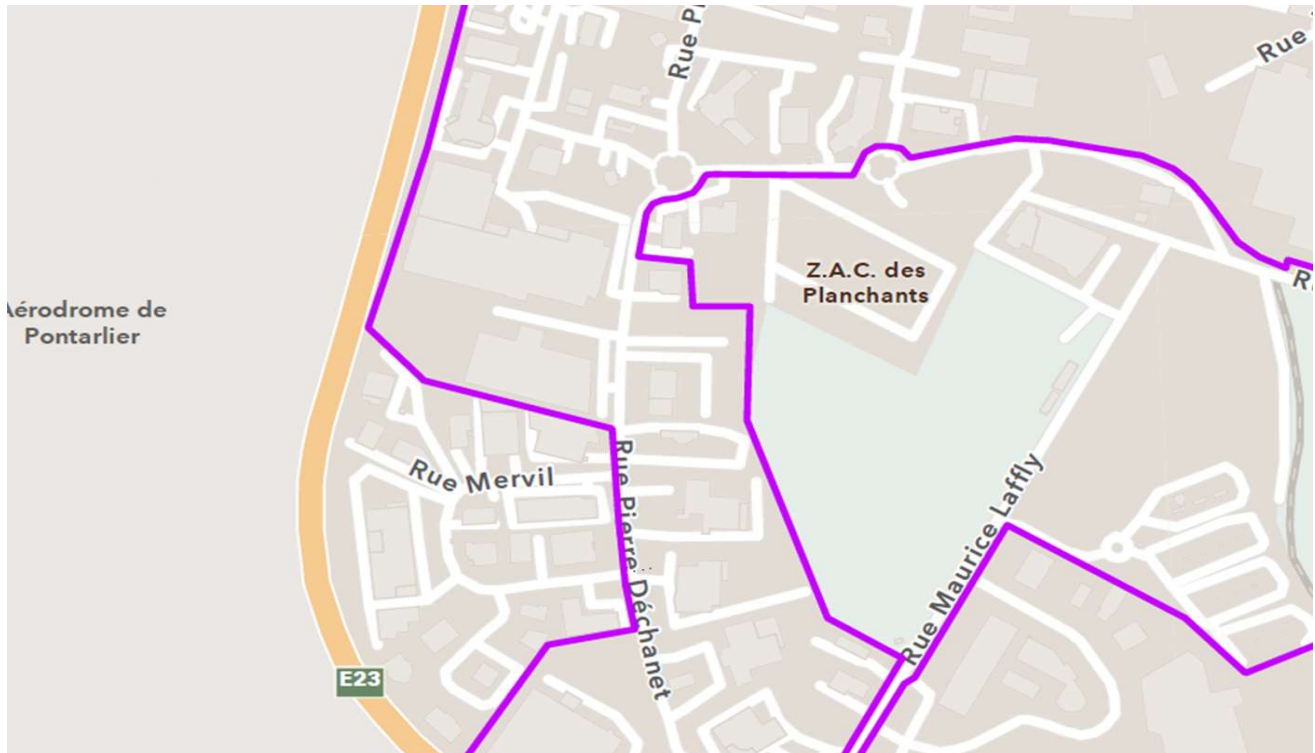 Rue
Rue
Z.A.C. des
Planchants
Aérodrome de
Pontarlier
Rue Mervil
Rue Pierre Déchanet
Rue Maurice Laffly
E23